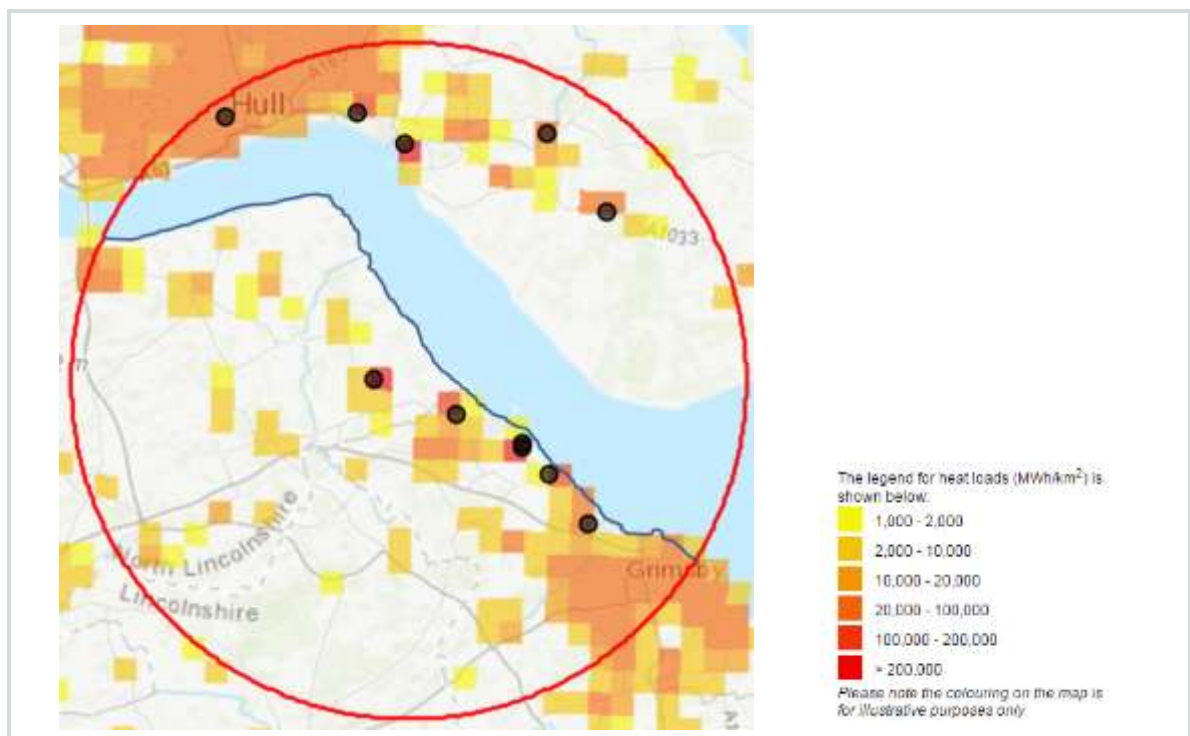 Hull
A63
A1033
North Lincolnshire
Lincolnshire
Grimsby
The legend for heat loads (MWh/km²) is
shown below:
1,000 - 2,000
2,000 - 10,000
10,000 - 20,000
20,000 - 100,000
100,000 - 200,000
> 200,000
Please note the colouring on the map is
for illustrative purposes only